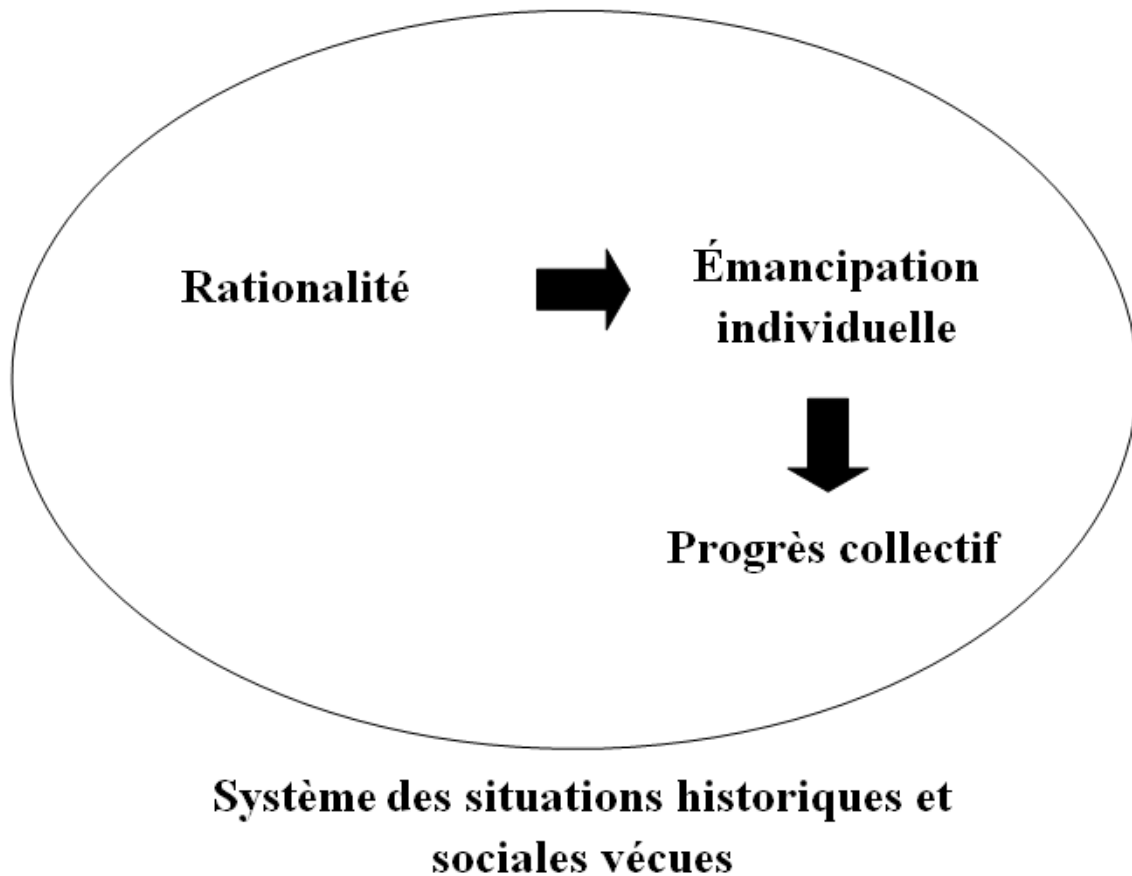 Rationalité
Émancipation
individuelle
Progrès collectif
Système des situations historiques et
sociales vécues